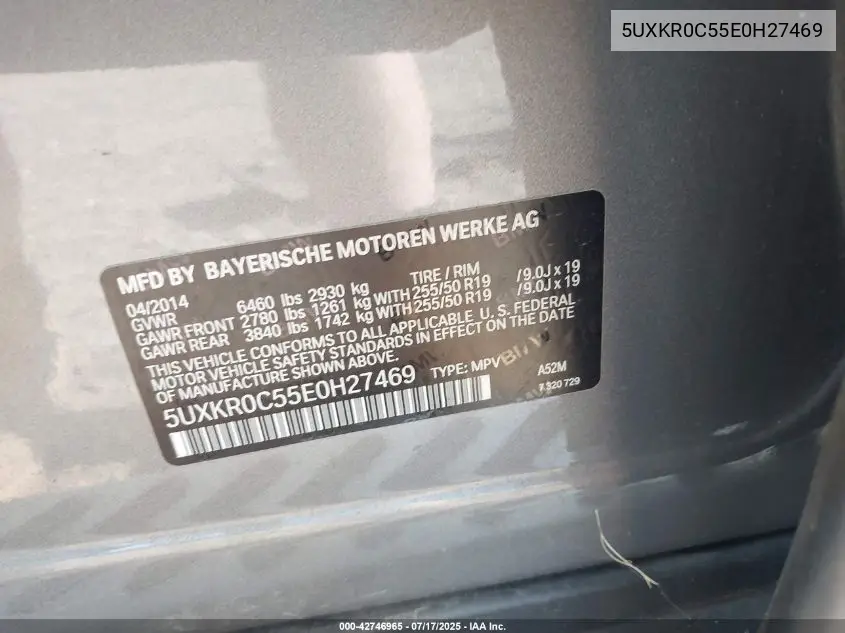 5UXKR0C55E0H27469
MFD BY BAYERISCHE MOTOREN WERKE AG
04/2014 TIRE / RIM
GVWR 6460 lbs 2930 kg
GAWR FRONT 2780 lbs 1261 kg WITH 255/50 R19 /9.0J x 19
GAWR REAR 3840 lbs 1742 kg WITH 255/50 R19 /9.0J x 19
THIS VEHICLE CONFORMS TO ALL APPLICABLE U.S. FEDERAL
MOTOR VEHICLE SAFETY STANDARDS IN EFFECT ON THE DATE
OF MANUFACTURE SHOWN ABOVE.
5UXKR0C55E0H27469 TYPE: MPV A52M
7 320 729
000-42746965 - 07/17/2025 - IAA Inc.